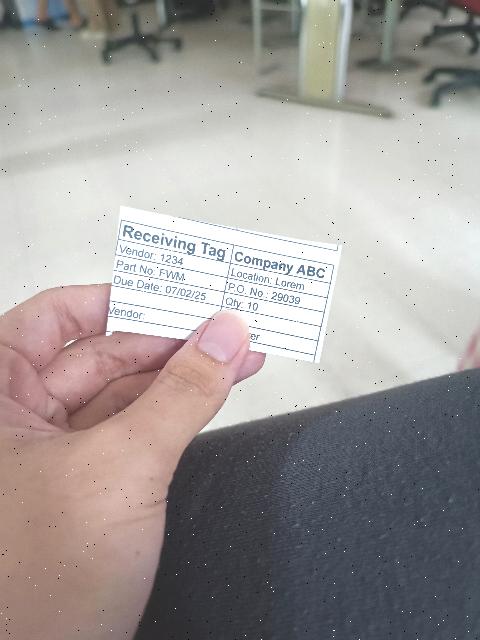 Receiving Tag Company ABC
Vendor: 1234 Location: Lorem
Part No: FWM P.O. No.: 29039
Due Date: 07/02/25 Qty: 10
Vendor: